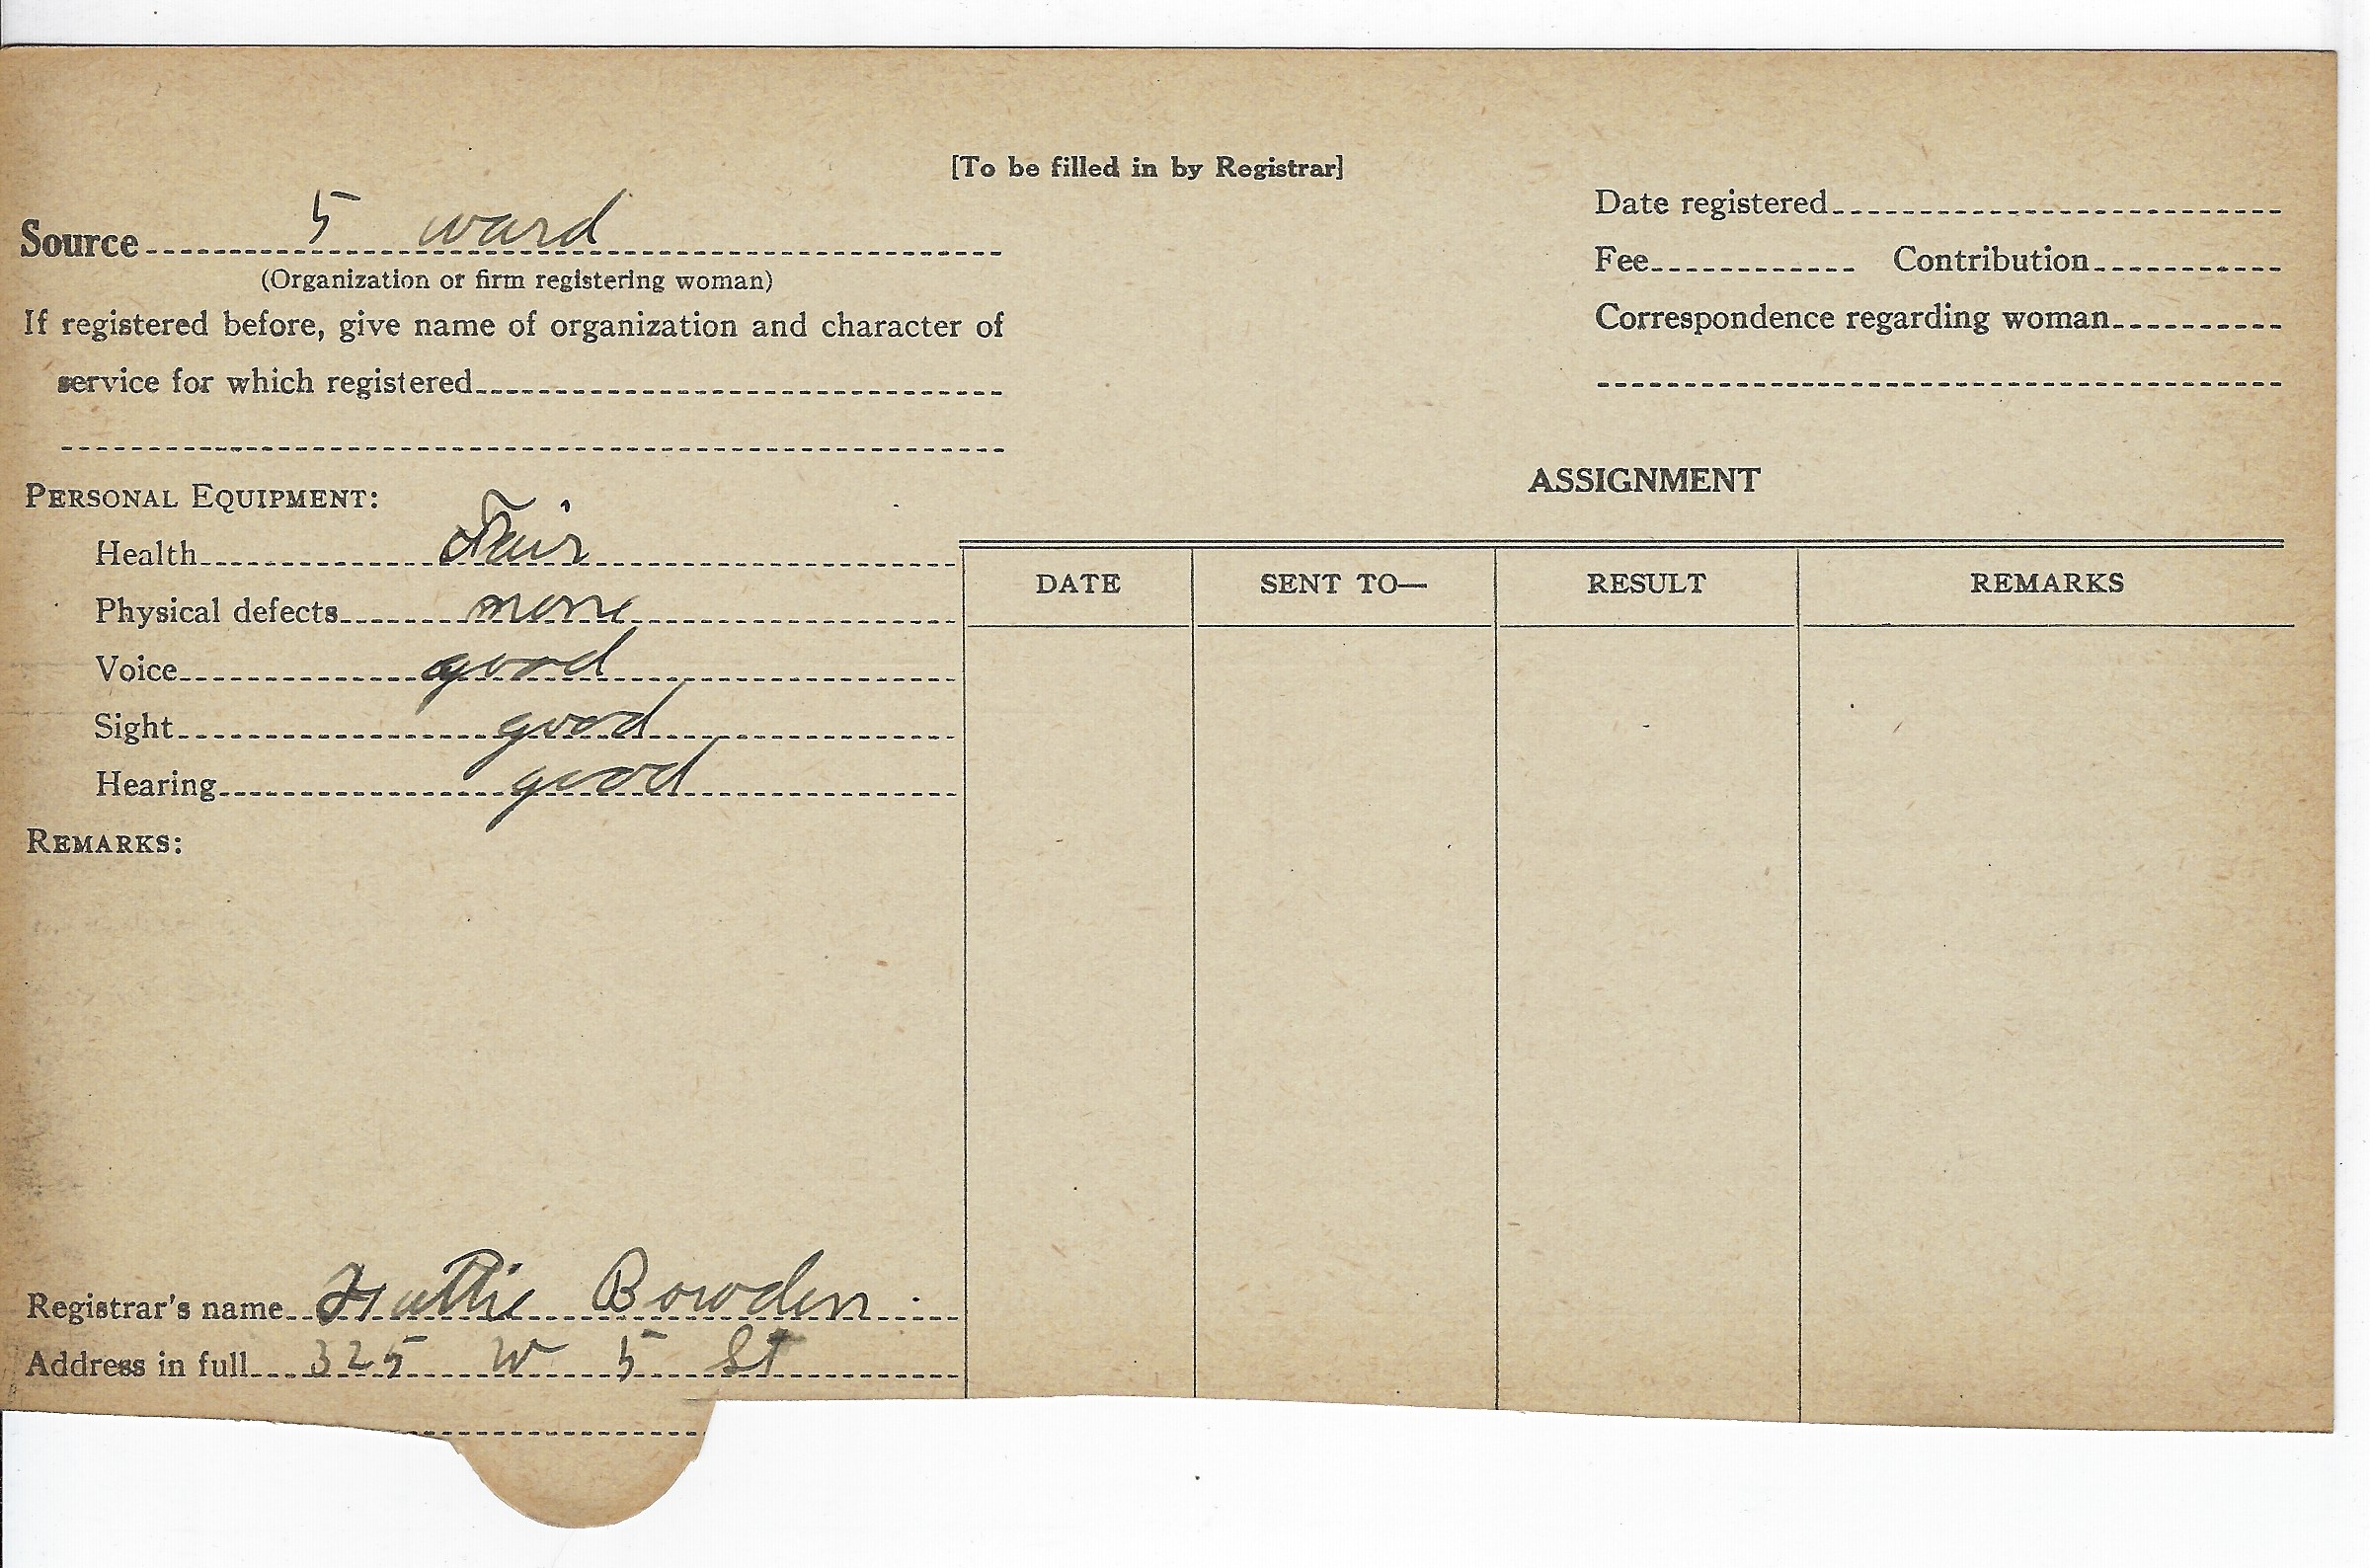 [To be filled in by Registrar]
Source 5 ward
(Organization or firm registering woman)
If registered before, give name of organization and character of
service for which registered
PERSONAL EQUIPMENT:
Health Fair
Physical defects none
Voice good
Sight good
Hearing good
REMARKS:
Registrar's name Hattie Bowden
Address in full 325 W 5 St
Date registered
Fee Contribution
Correspondence regarding woman
ASSIGNMENT
DATE SENT TO— RESULT REMARKS